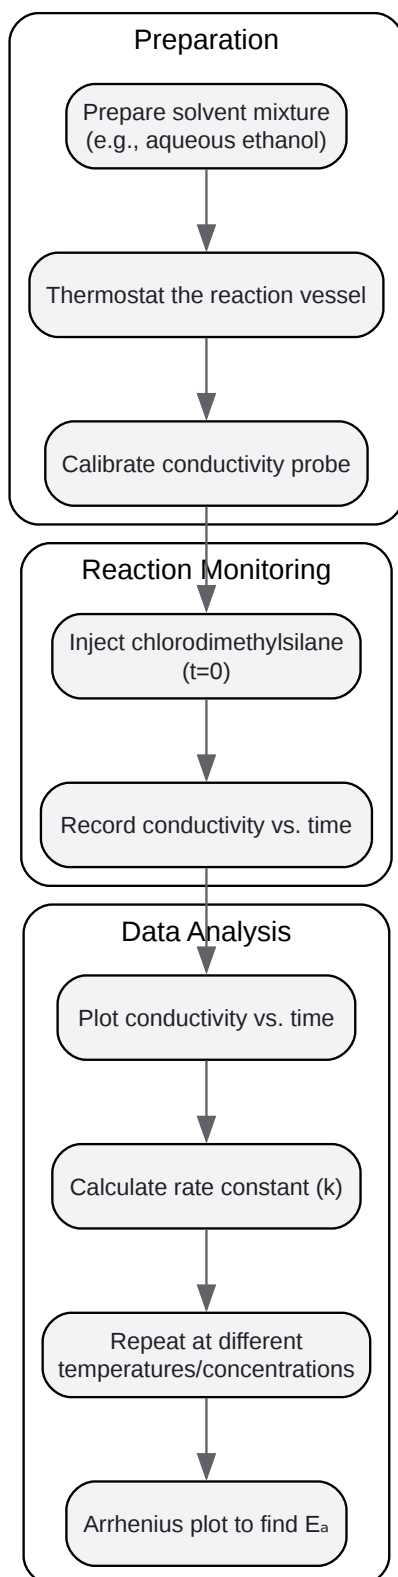 Preparation
Prepare solvent mixture
(e.g., aqueous ethanol)
Thermostat the reaction vessel
Calibrate conductivity probe
Reaction Monitoring
Inject chlorodimethylsilane
(t=0)
Record conductivity vs. time
Data Analysis
Plot conductivity vs. time
Calculate rate constant (k)
Repeat at different
temperatures/concentrations
Arrhenius plot to find Eₐ